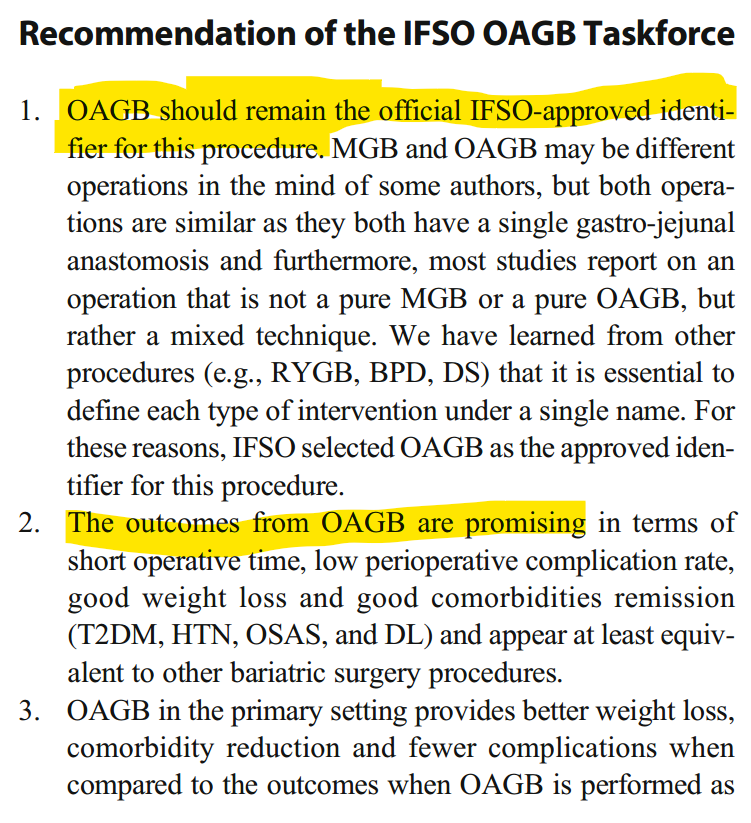 Recommendation of the IFSO OAGB Taskforce
1. OAGB should remain the official IFSO-approved identi-
fier for this procedure. MGB and OAGB may be different
operations in the mind of some authors, but both opera-
tions are similar as they both have a single gastro-jejunal
anastomosis and furthermore, most studies report on an
operation that is not a pure MGB or a pure OAGB, but
rather a mixed technique. We have learned from other
procedures (e.g., RYGB, BPD, DS) that it is essential to
define each type of intervention under a single name. For
these reasons, IFSO selected OAGB as the approved iden-
tifier for this procedure.
2. The outcomes from OAGB are promising in terms of
short operative time, low perioperative complication rate,
good weight loss and good comorbidities remission
(T2DM, HTN, OSAS, and DL) and appear at least equiv-
alent to other bariatric surgery procedures.
3. OAGB in the primary setting provides better weight loss,
comorbidity reduction and fewer complications when
compared to the outcomes when OAGB is performed as